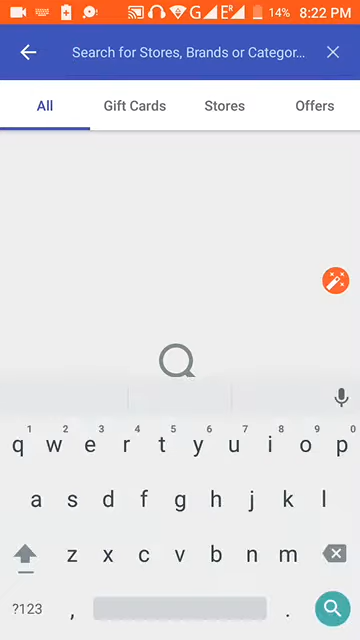 G
E R
14%
8:22 PM
Search for Stores, Brands or Categor...
All
Gift Cards
Stores
Offers
1 2 3 4 5 6 7 8 9 0
q w e r t y u i o p
a s d f g h j k l
z x c v b n m
?123 , .